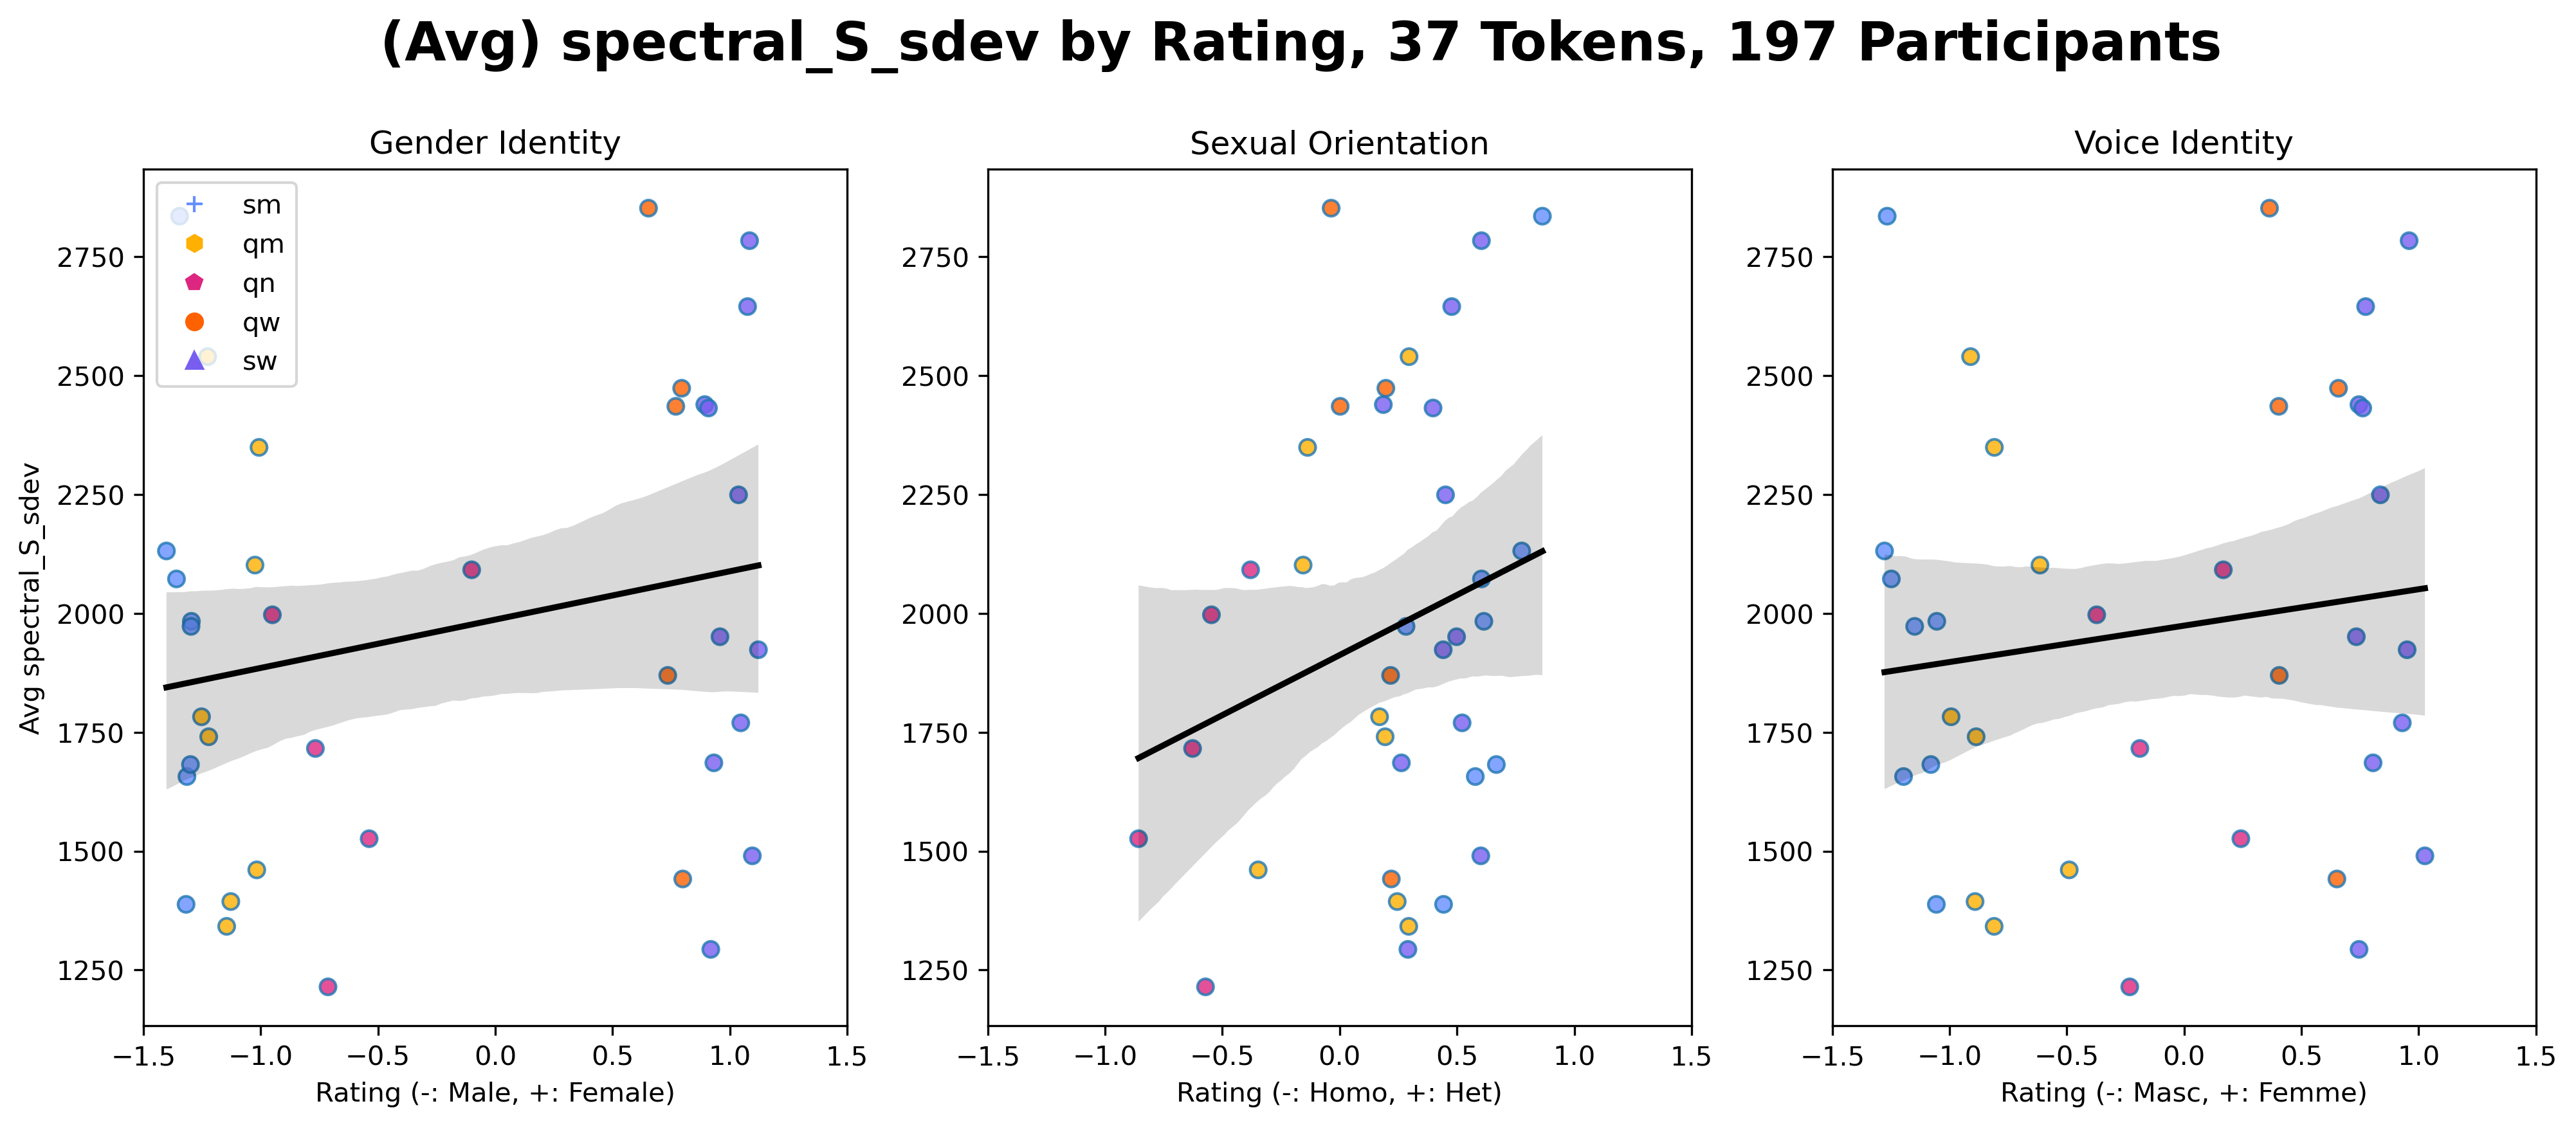 (Avg) spectral_S_sdev by Rating, 37 Tokens, 197 Participants
Gender Identity
sm
qm
qn
qw
sw
Avg spectral_S_sdev
2750
2500
2250
2000
1750
1500
1250
−1.5 −1.0 −0.5 0.0 0.5 1.0 1.5
Rating (-: Male, +: Female)
Sexual Orientation
2750
2500
2250
2000
1750
1500
1250
−1.5 −1.0 −0.5 0.0 0.5 1.0 1.5
Rating (-: Homo, +: Het)
Voice Identity
2750
2500
2250
2000
1750
1500
1250
−1.5 −1.0 −0.5 0.0 0.5 1.0 1.5
Rating (-: Masc, +: Femme)